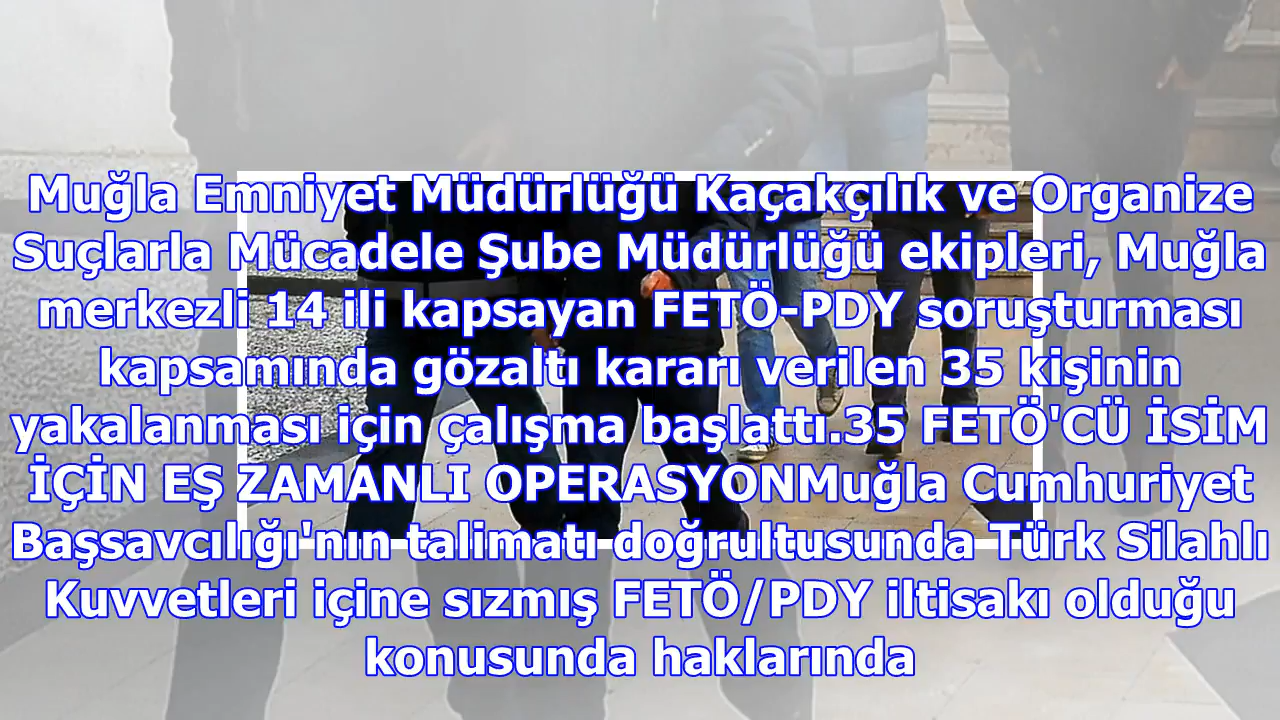 Muğla Emniyet Müdürlüğü Kaçakçılık ve Organize
Suçlarla Mücadele Şube Müdürlüğü ekipleri, Muğla
merkezli 14 ili kapsayan FETÖ-PDY soruşturması
kapsamında gözaltı kararı verilen 35 kişinin
yakalanması için çalışma başlattı.35 FETÖ'CÜ İSİM
İÇİN EŞ ZAMANLI OPERASYONMuğla Cumhuriyet
Başsavcılığı'nın talimatı doğrultusunda Türk Silahlı
Kuvvetleri içine sızmış FETÖ/PDY iltisakı olduğu
konusunda haklarında